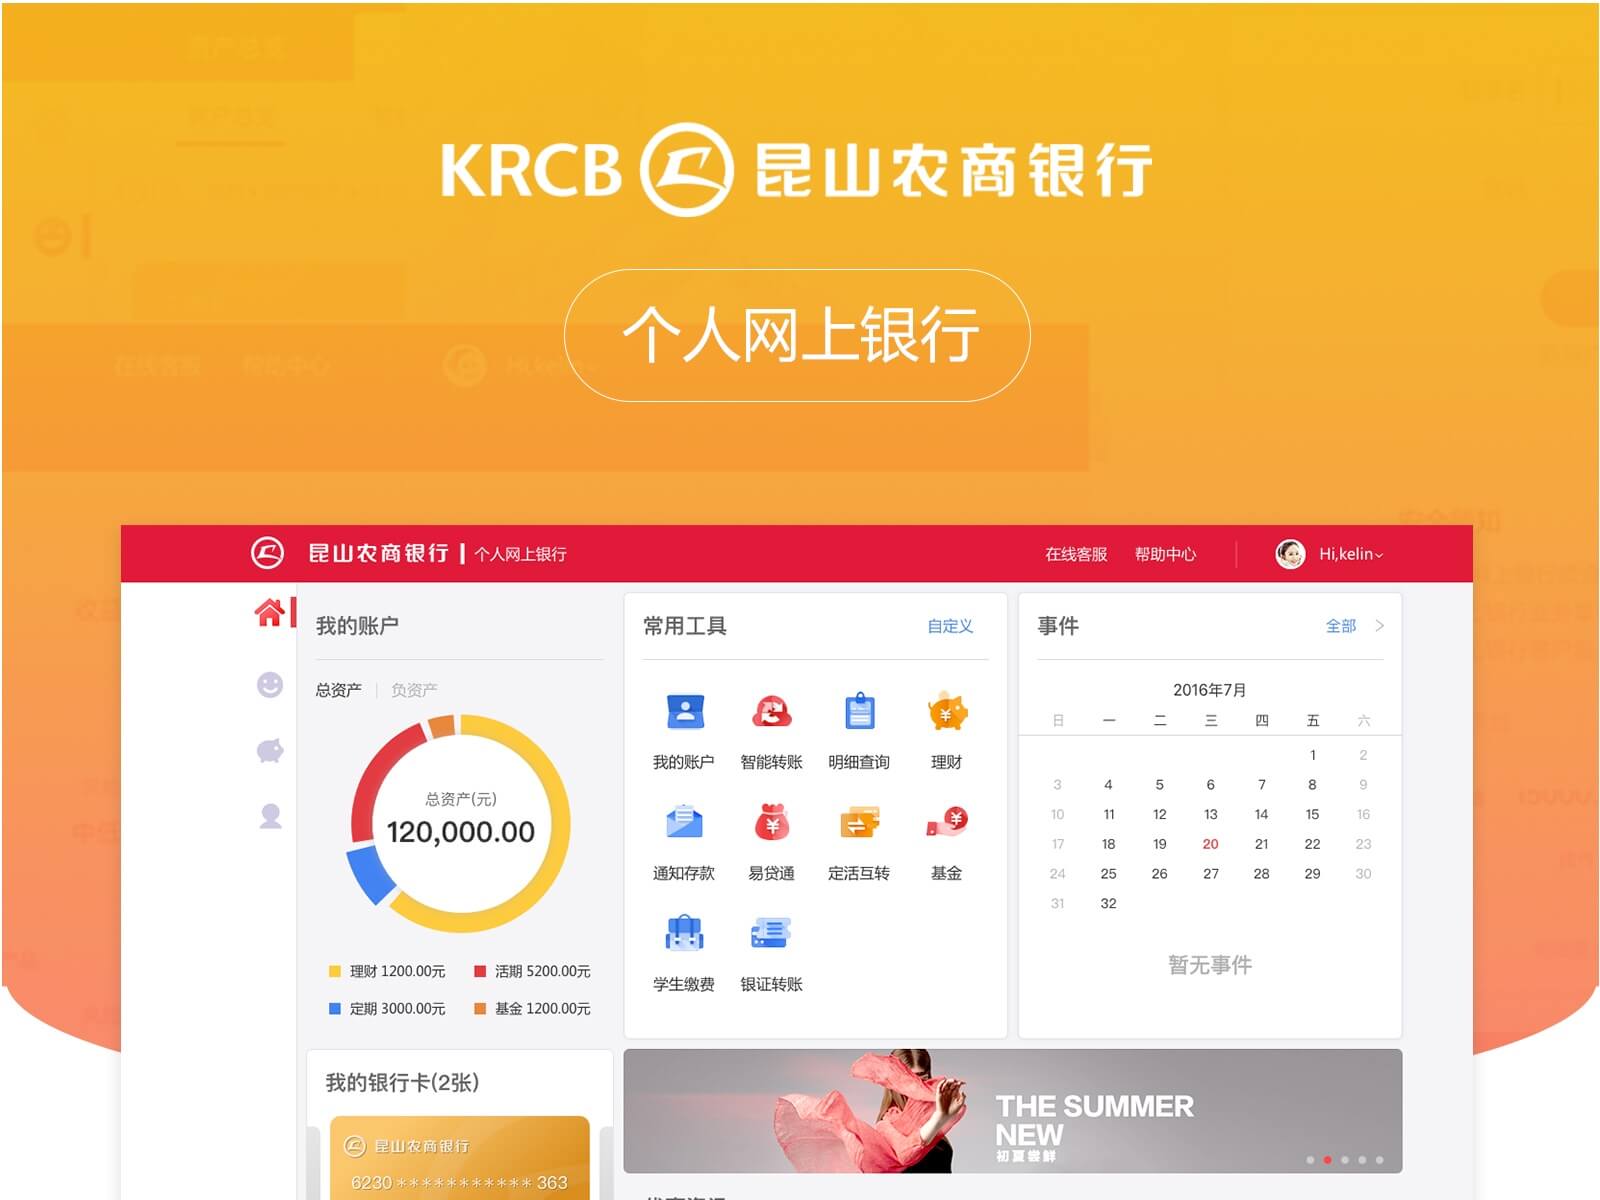 KRCB 昆山农商银行
个人网上银行
昆山农商银行 个人网上银行 在线客服 帮助中心 Hi,kelin
我的账户
总资产 负资产
总资产(元)
120,000.00
理财 1200.00元 活期 5200.00元
定期 3000.00元 基金 1200.00元
常用工具 自定义
我的账户 智能转账 明细查询 理财
通知存款 易贷通 定活互转 基金
学生缴费 银证转账
事件 全部
2016年7月
日 一 二 三 四 五 六
1 2
3 4 5 6 7 8 9
10 11 12 13 14 15 16
17 18 19 20 21 22 23
24 25 26 27 28 29 30
31 32
暂无事件
我的银行卡(2张)
昆山农商银行
6230 * * * * * * * * * * * 363
THE SUMMER
NEW
初夏尝鲜